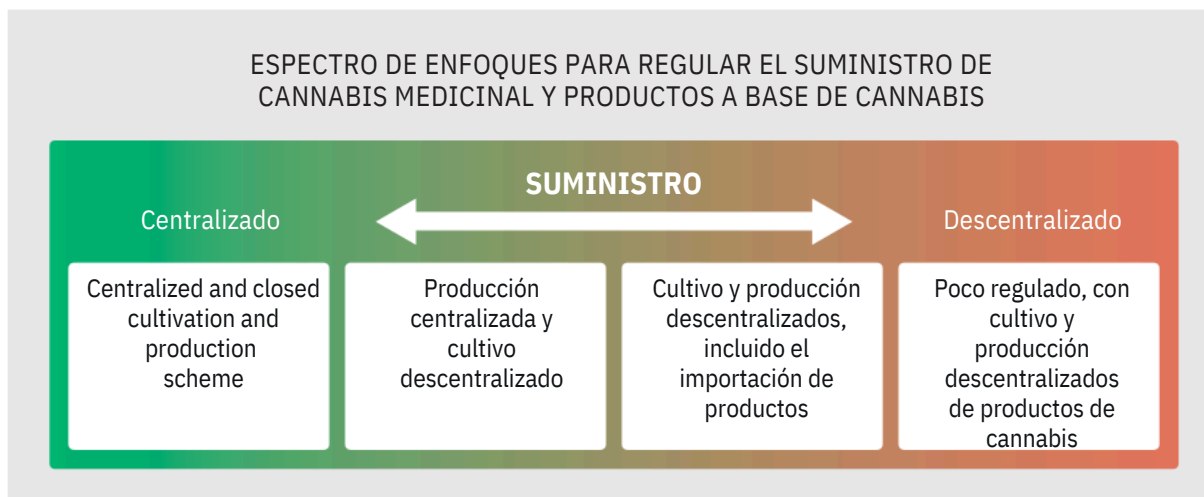 ESPECTRO DE ENFOQUES PARA REGULAR EL SUMINISTRO DE
CANNABIS MEDICINAL Y PRODUCTOS A BASE DE CANNABIS
SUMINISTRO
Centralizado
Descentralizado
Centralized and closed
cultivation and
production
scheme
Producción
centralizada y
cultivo
descentralizado
Cultivo y producción
descentralizados,
incluido el
importación de
productos
Poco regulado, con
cultivo y
producción
descentralizados
de productos de
cannabis